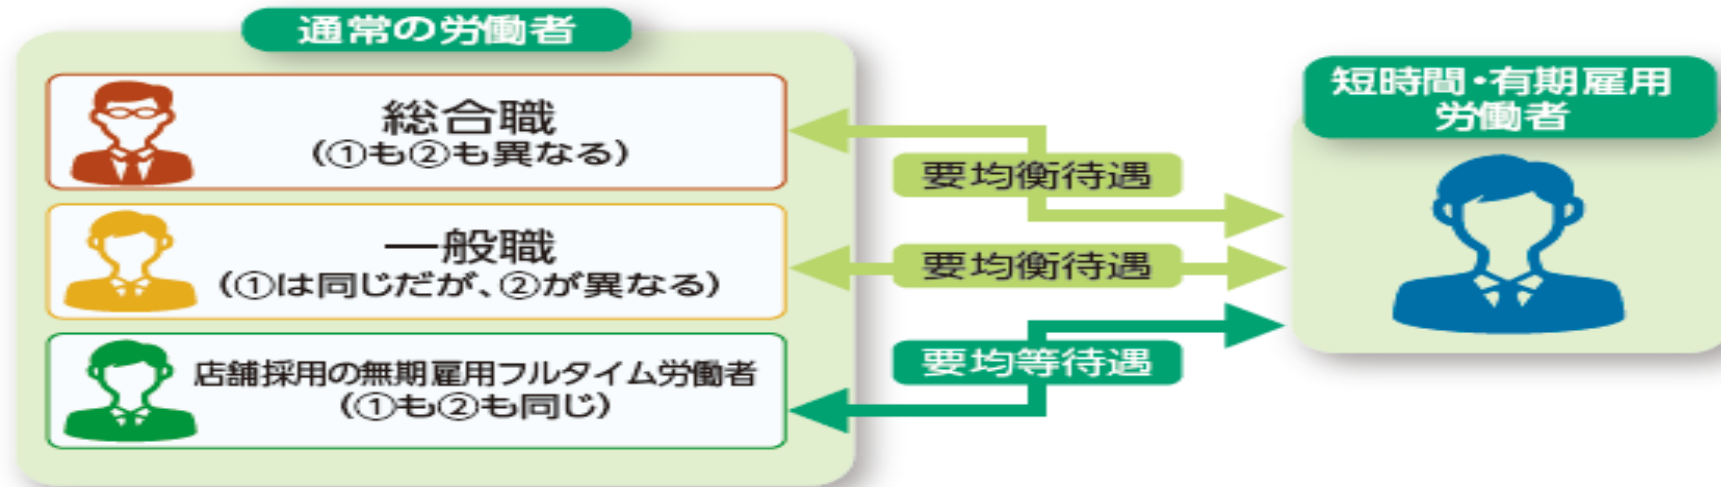 通常の労働者
総合職
(①も②も異なる)
一般職
(①は同じだが、②が異なる)
店舗採用の無期雇用フルタイム労働者
(①も②も同じ)
要均衡待遇
要均衡待遇
要均等待遇
短時間・有期雇用
労働者